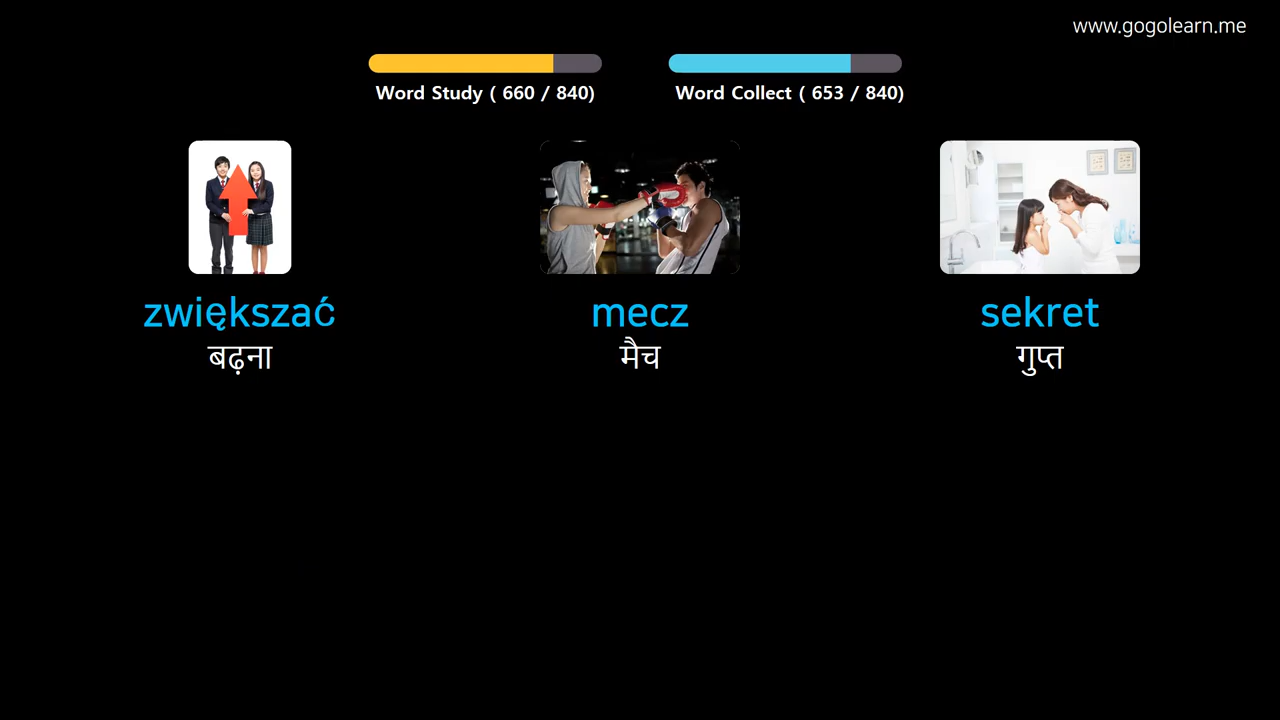 www.gogolearn.me
Word Study ( 660 / 840)
Word Collect ( 653 / 840)
zwiększać
mecz
sekret
बढ़ना
मैच
गुप्त